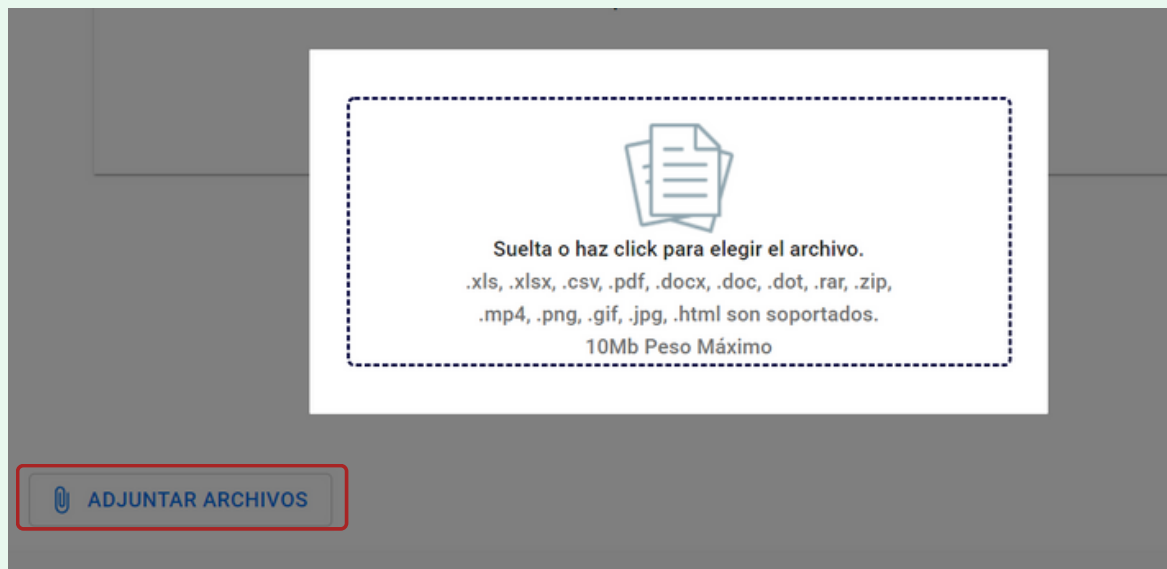 Suelta o haz click para elegir el archivo.
.xls, .xlsx, .csv, .pdf, .docx, .doc, .dot, .rar, .zip,
.mp4, .png, .gif, .jpg, .html son soportados.
10Mb Peso Máximo
ADJUNTAR ARCHIVOS